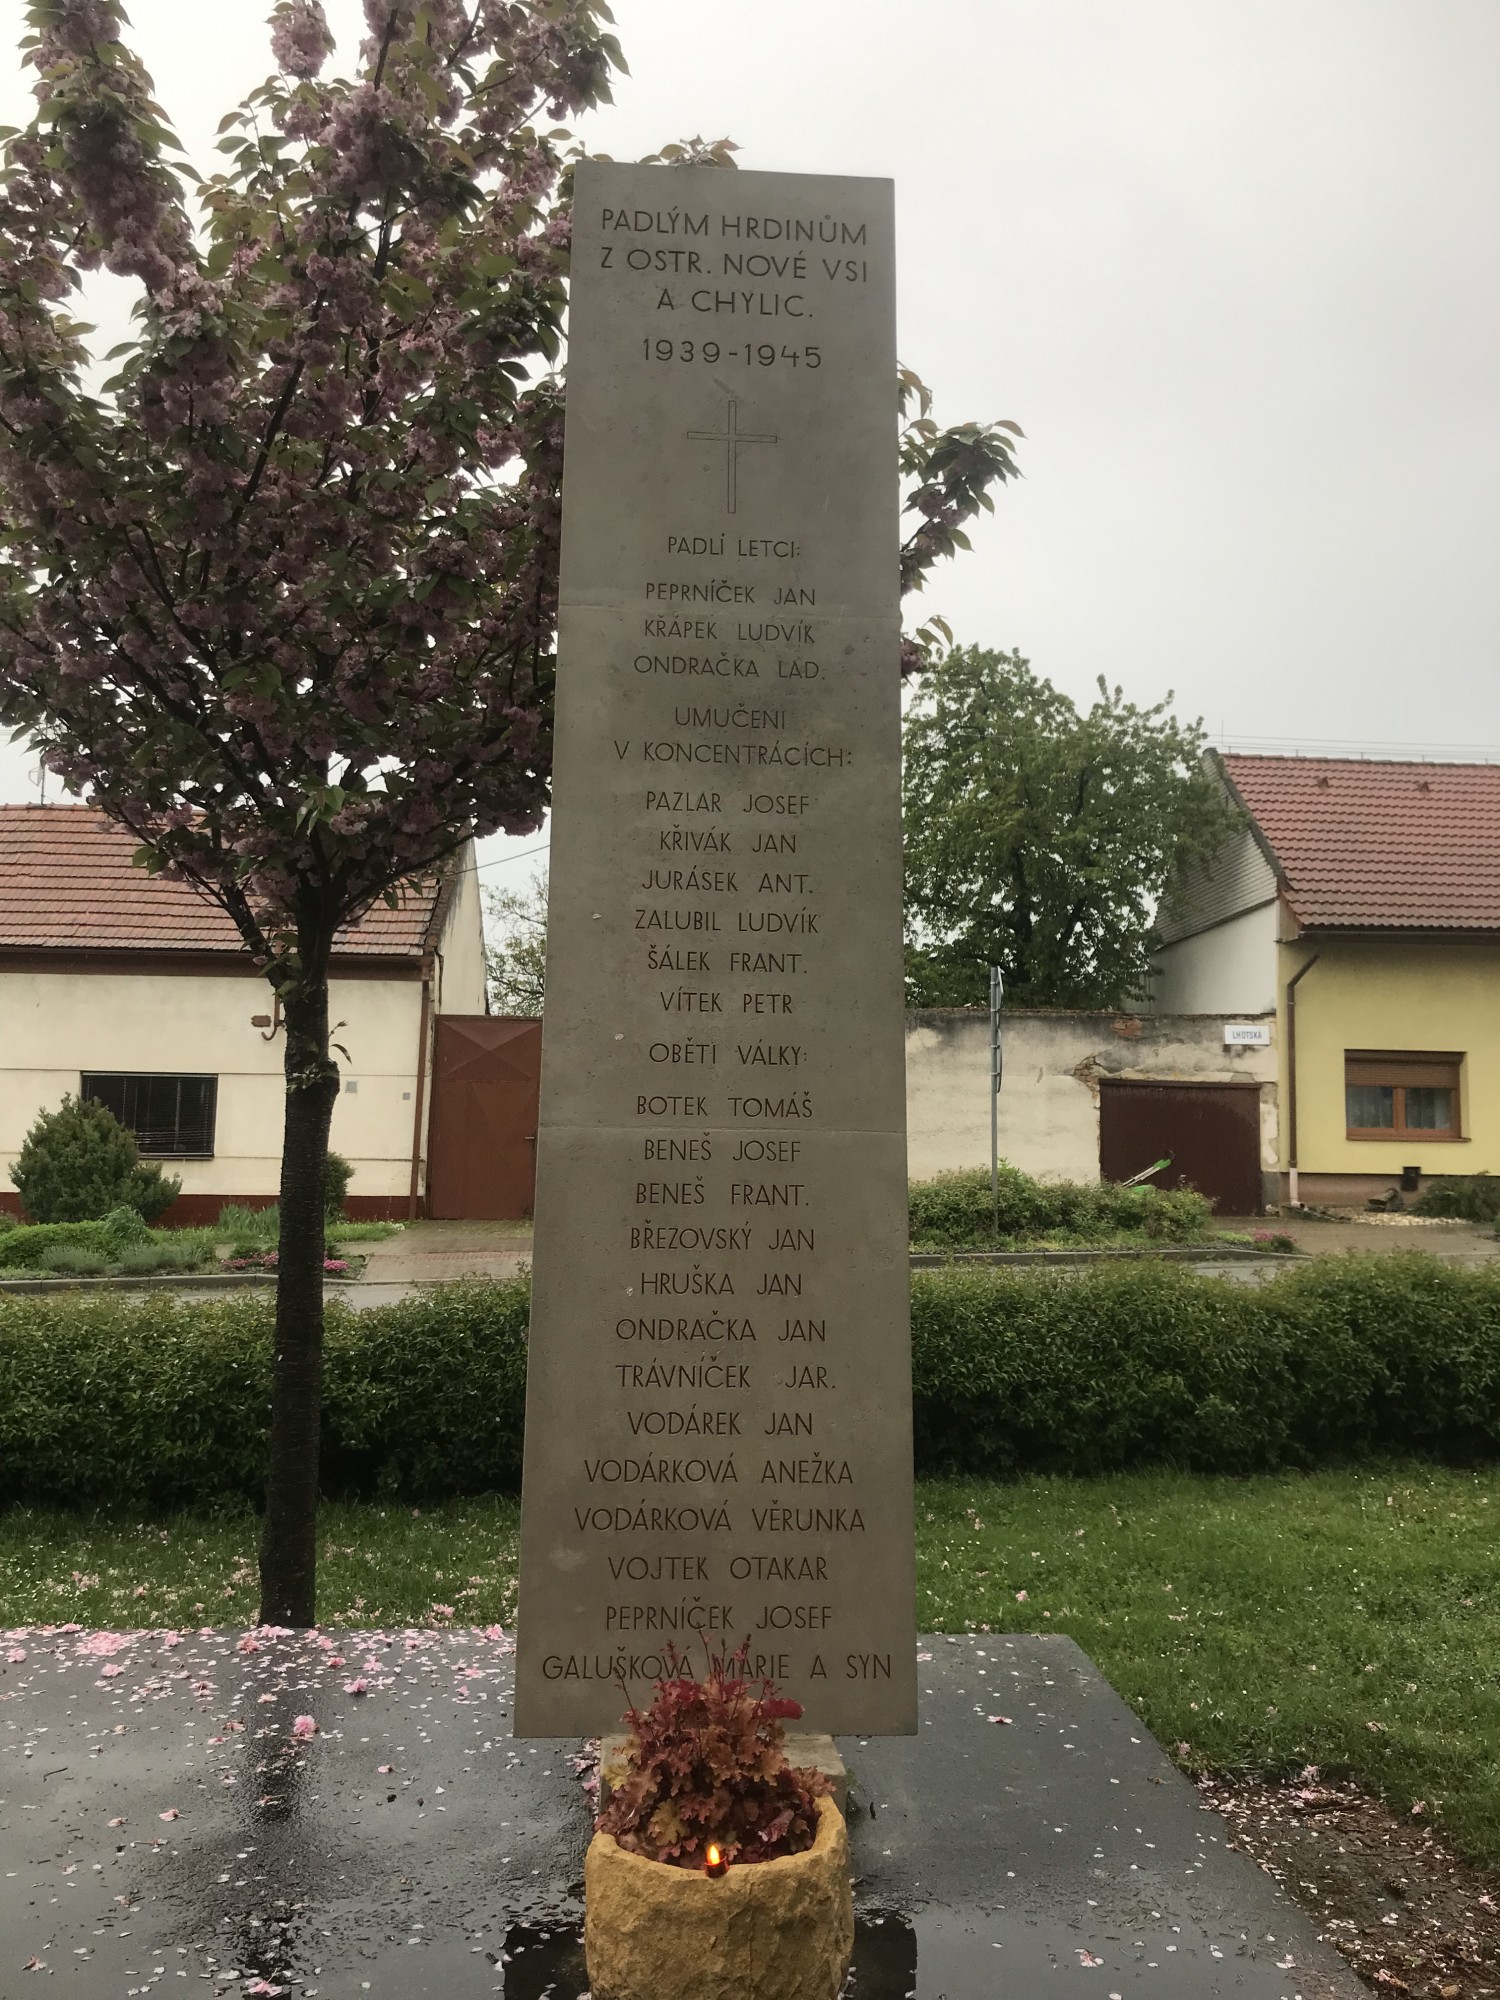 PADLÝM HRDINŮM
Z OSTR. NOVÉ VSI
A CHYLIC.
1939-1945
PADLÍ LETCI:
PEPRNÍČEK JAN
KŘÁPEK LUDVÍK
ONDRAČKA LAD.
UMUČENI
V KONCENTRÁCÍCH:
PAZLAR JOSEF
KŘIVÁK JAN
JURÁSEK ANT.
ZALUBIL LUDVÍK
ŠÁLEK FRANT.
VÍTEK PETR
OBĚTI VÁLKY:
BOTEK TOMÁŠ
BENEŠ JOSEF
BENEŠ FRANT.
BŘEZOVSKÝ JAN
HRUŠKA JAN
ONDRAČKA JAN
TRÁVNÍČEK JAR.
VODÁREK JAN
VODÁRKOVÁ ANEŽKA
VODÁRKOVÁ VĚRUNKA
VOJTEK OTAKAR
PEPRNÍČEK JOSEF
GALUŠKOVÁ MARIE A SYN
LHOTSKÁ